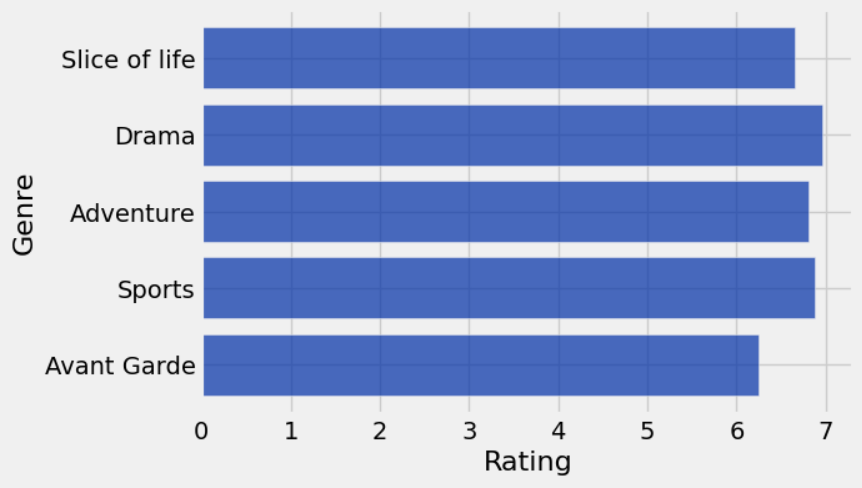 Slice of life
Drama
Adventure
Sports
Avant Garde
Genre
0 1 2 3 4 5 6 7
Rating